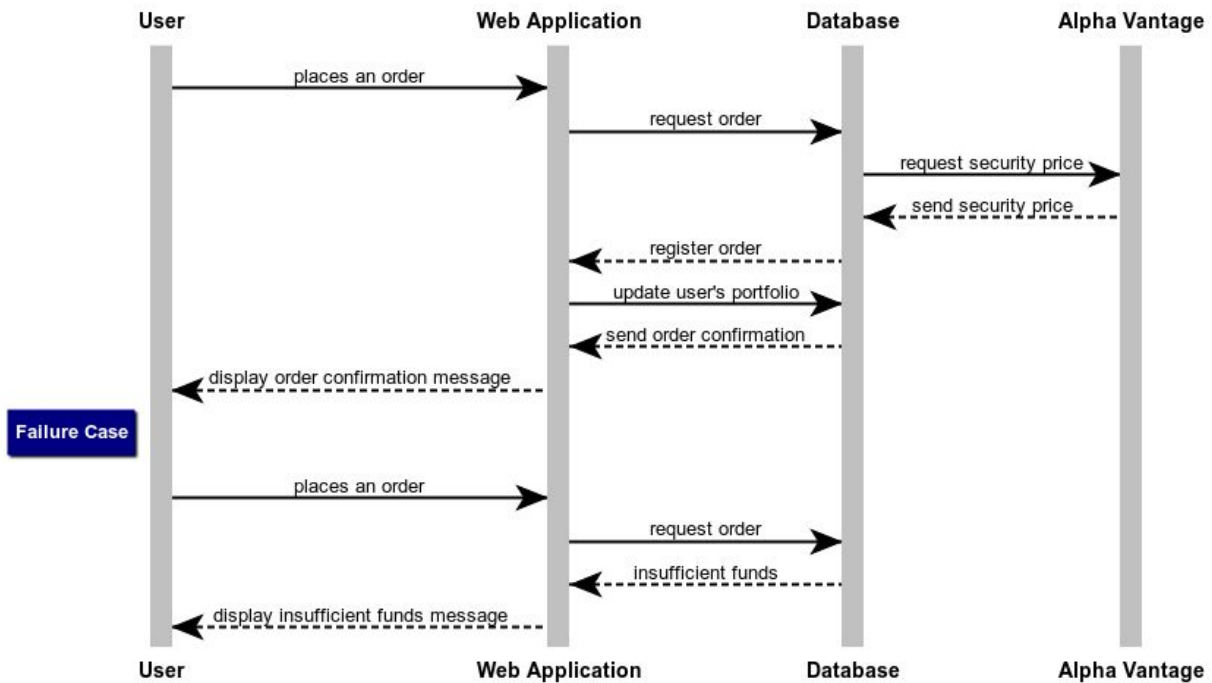 User Web Application Database Alpha Vantage
places an order
request order
request security price
send security price
register order
update user's portfolio
send order confirmation
display order confirmation message
Failure Case
places an order
request order
insufficient funds
display insufficient funds message
User Web Application Database Alpha Vantage